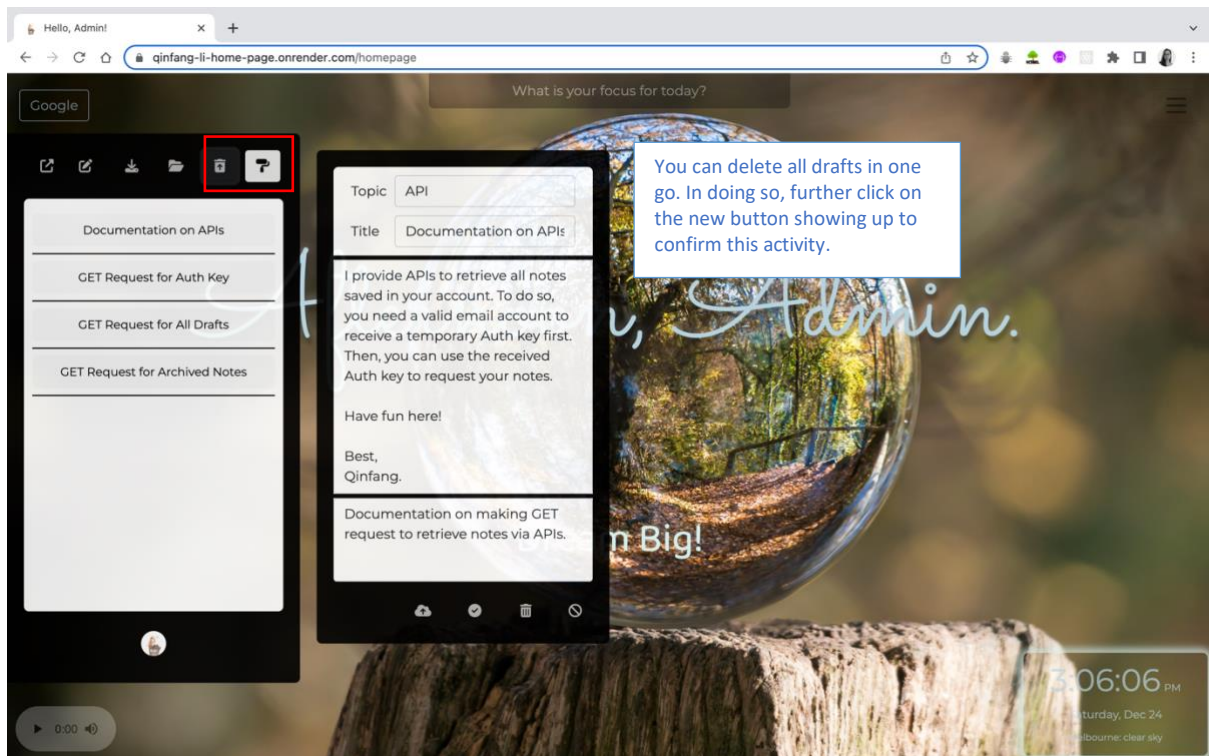 Hello, Admin!
qinfang-li-home-page.onrender.com/homepage
Google
What is your focus for today?
Documentation on APIs
GET Request for Auth Key
GET Request for All Drafts
GET Request for Archived Notes
Topic API
Title Documentation on APIs
I provide APIs to retrieve all notes
saved in your account. To do so,
you need a valid email account to
receive a temporary Auth key first.
Then, you can use the received
Auth key to request your notes.
Have fun here!
Best,
Qinfang.
Documentation on making GET
request to retrieve notes via APIs.
You can delete all drafts in one
go. In doing so, further click on
the new button showing up to
confirm this activity.
Admin.
Big!
0:00
3:06:06 PM
Saturday, Dec 24
Melbourne: clear sky